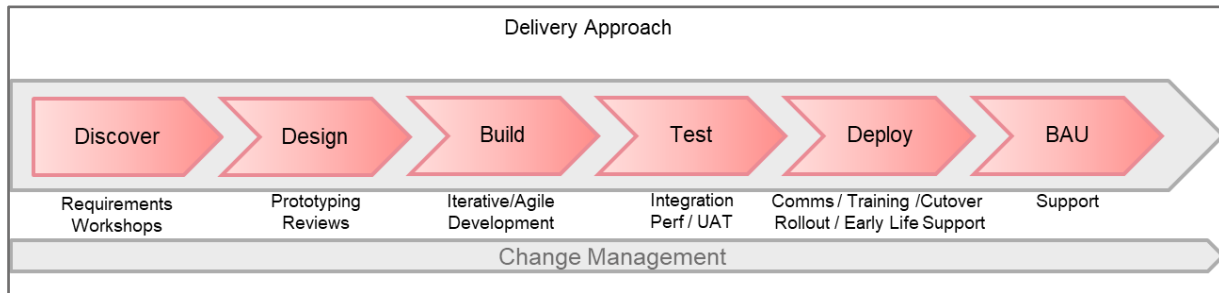 Delivery Approach
Discover
Design
Build
Test
Deploy
BAU
Requirements
Workshops
Prototyping
Reviews
Iterative/Agile
Development
Integration
Perf / UAT
Comms / Training /Cutover
Rollout / Early Life Support
Support
Change Management